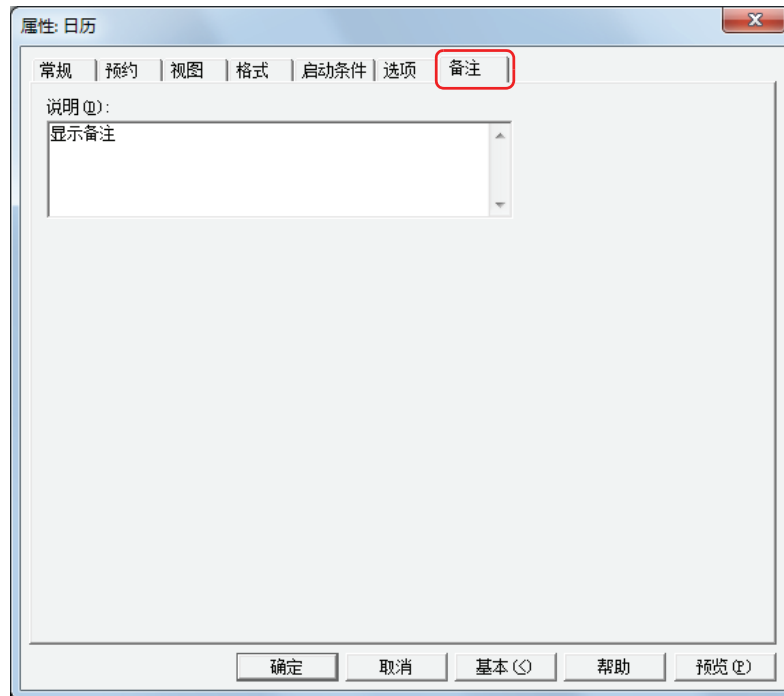 属性: 日历
常规 预约 视图 格式 启动条件 选项 备注
说明(D):
显示备注
确定 取消 基本(<) 帮助 预览(P)